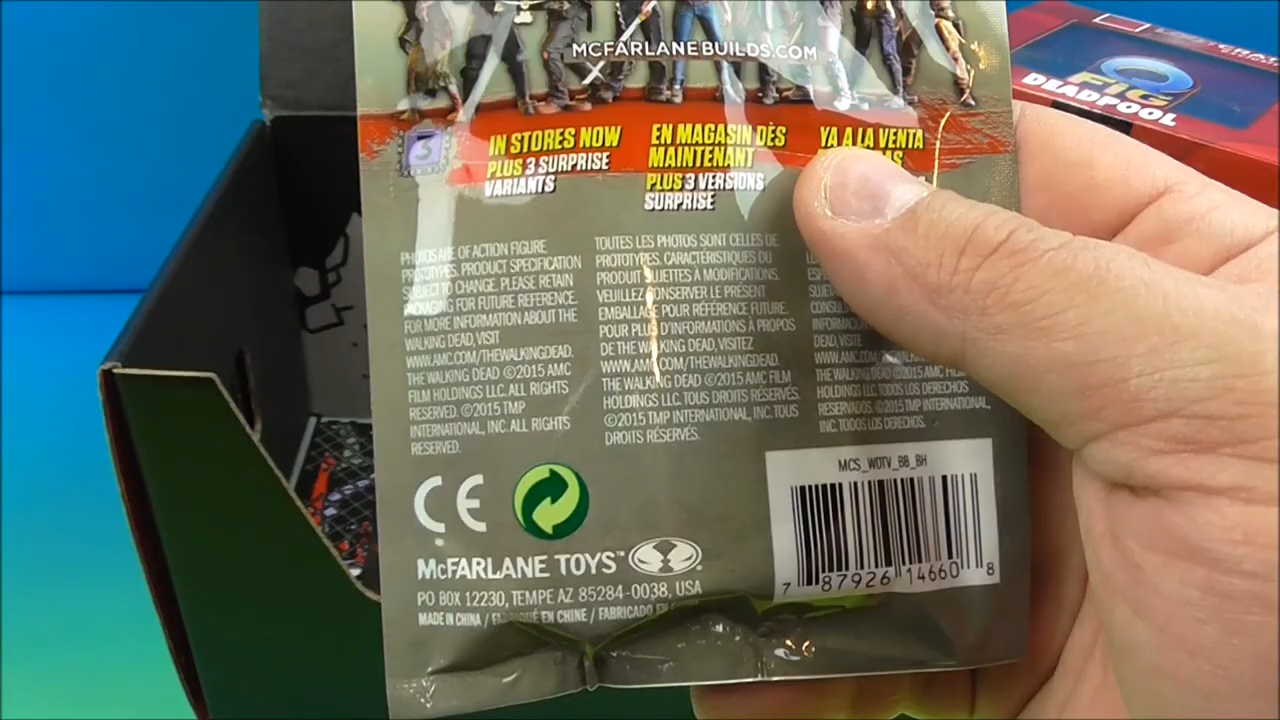 MCFARLANEBUILDS.COM
Q
FIG
DEADPOOL
3
IN STORES NOW
PLUS 3 SURPRISE
VARIANTS
EN MAGASIN DÈS
MAINTENANT
PLUS 3 VERSIONS
SURPRISE
YA A LA VENTA
PHOTOS ARE OF ACTION FIGURE
PROTOTYPES. PRODUCT SPECIFICATION
SUBJECT TO CHANGE. PLEASE RETAIN
PACKAGING FOR FUTURE REFERENCE.
FOR MORE INFORMATION ABOUT THE
WALKING DEAD, VISIT
WWW.AMC.COM/THEWALKINGDEAD.
THE WALKING DEAD ©2015 AMC
FILM HOLDINGS LLC. ALL RIGHTS
RESERVED. ©2015 TMP
INTERNATIONAL, INC. ALL RIGHTS
RESERVED.
TOUTES LES PHOTOS SONT CELLES DE
PROTOTYPES. CARACTÉRISTIQUES DU
PRODUIT SUJETTES À MODIFICATIONS.
VEUILLEZ CONSERVER LE PRÉSENT
EMBALLAGE POUR RÉFÉRENCE FUTURE.
POUR PLUS D'INFORMATIONS À PROPOS
DE THE WALKING DEAD, VISITEZ
WWW.AMC.COM/THEWALKINGDEAD.
THE WALKING DEAD ©2015 AMC FILM
HOLDINGS LLC. TOUS DROITS RÉSERVÉS.
©2015 TMP INTERNATIONAL, INC. TOUS
DROITS RÉSERVÉS.
DEAD, VISITE
WWW.AMC.COM/THEWALKIN
THE WALKING DEAD ©2015 AMC FILM
HOLDINGS LLC. TODOS LOS DERECHOS
RESERVADOS. ©2015 TMP INTERNATIONAL,
INC. TODOS LOS DERECHOS.
CE
MCS_WDTV_BB_BH
7 87926 14660 8
McFARLANE TOYS™
PO BOX 12230, TEMPE AZ 85284-0038, USA
MADE IN CHINA / FABRIQUÉ EN CHINE / FABRICADO EN